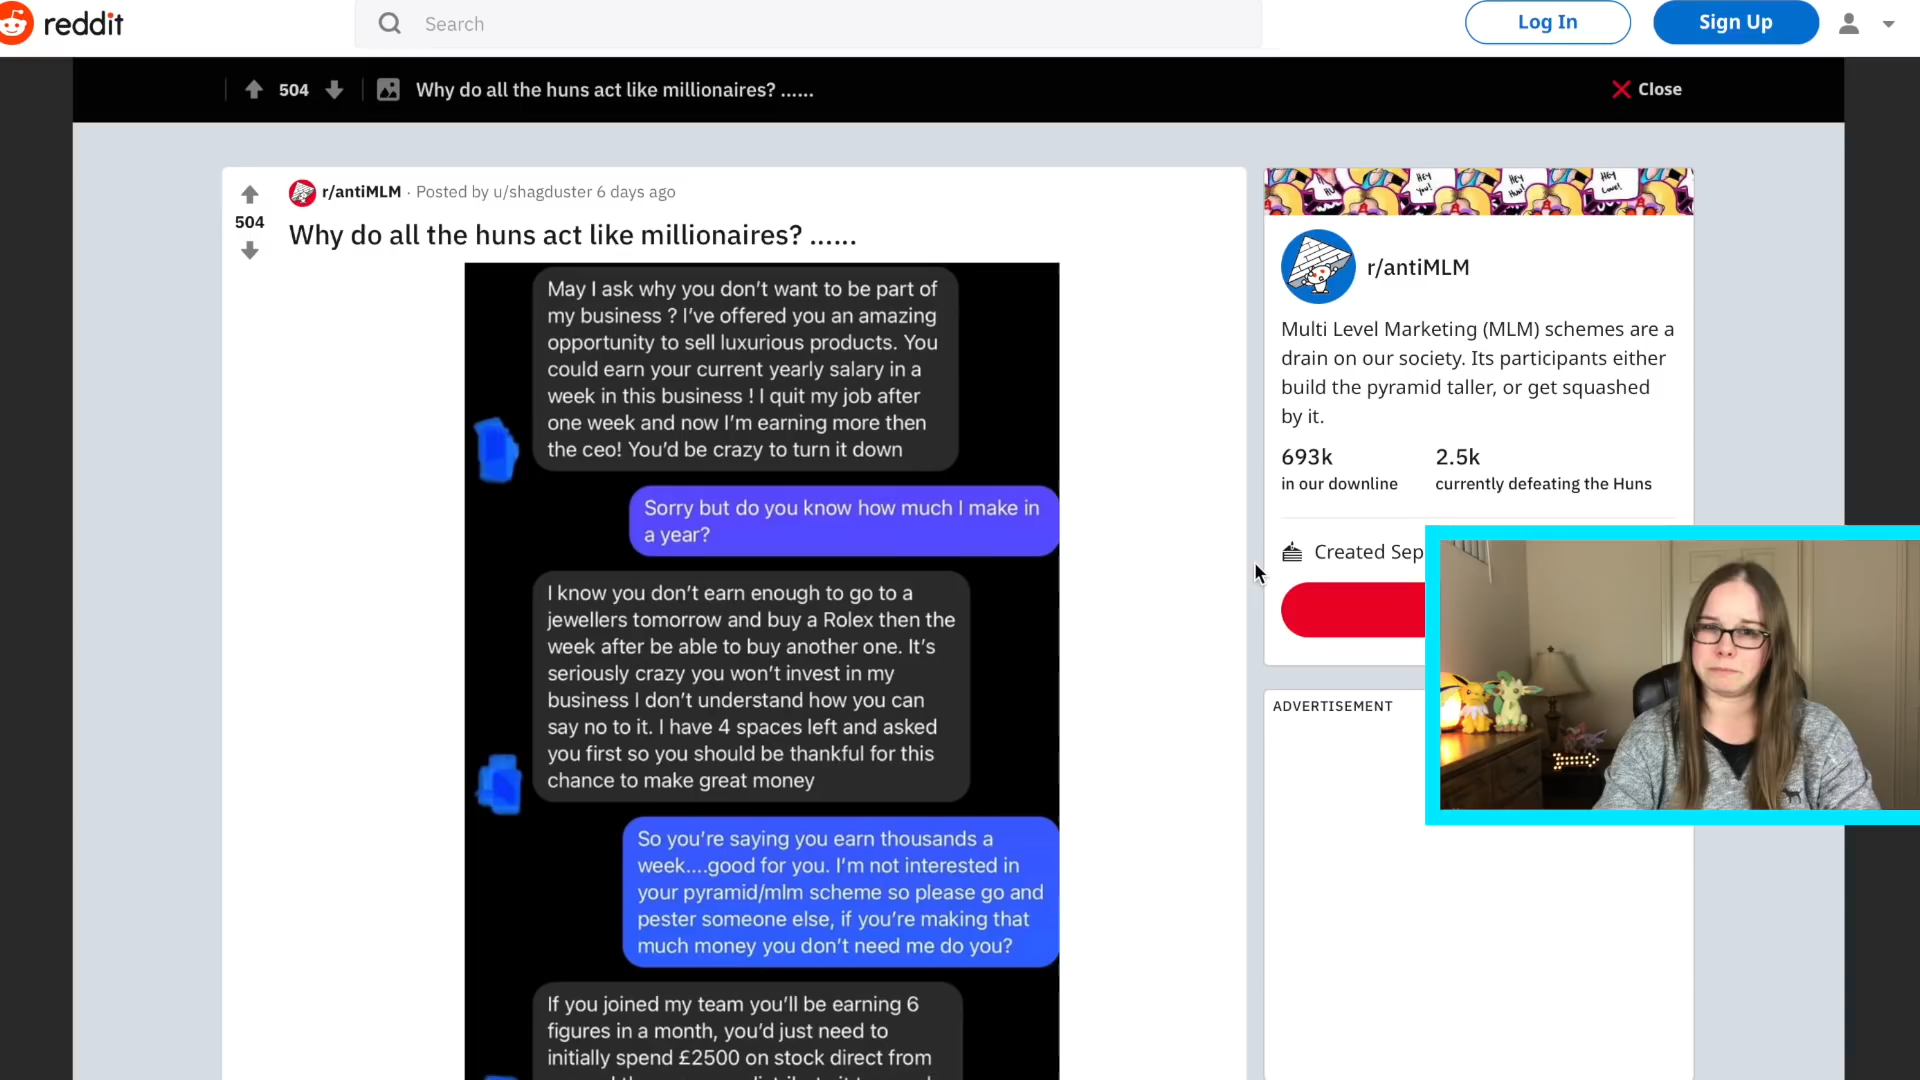 reddit
Search
Log In
Sign Up
504
Why do all the huns act like millionaires? ......
Close
r/antiMLM · Posted by u/shagduster 6 days ago
504
Why do all the huns act like millionaires? ......
May I ask why you don't want to be part of
my business ? I've offered you an amazing
opportunity to sell luxurious products. You
could earn your current yearly salary in a
week in this business ! I quit my job after
one week and now I'm earning more then
the ceo! You'd be crazy to turn it down
Sorry but do you know how much I make in
a year?
I know you don't earn enough to go to a
jewellers tomorrow and buy a Rolex then the
week after be able to buy another one. It's
seriously crazy you won't invest in my
business I don't understand how you can
say no to it. I have 4 spaces left and asked
you first so you should be thankful for this
chance to make great money
So you're saying you earn thousands a
week....good for you. I'm not interested in
your pyramid/mlm scheme so please go and
pester someone else, if you're making that
much money you don't need me do you?
If you joined my team you'll be earning 6
figures in a month, you'd just need to
initially spend £2500 on stock direct from
HEY you!
HEY Hun!
HEY Love!
r/antiMLM
Multi Level Marketing (MLM) schemes are a
drain on our society. Its participants either
build the pyramid taller, or get squashed
by it.
693k
in our downline
2.5k
currently defeating the Huns
Created Sep
ADVERTISEMENT